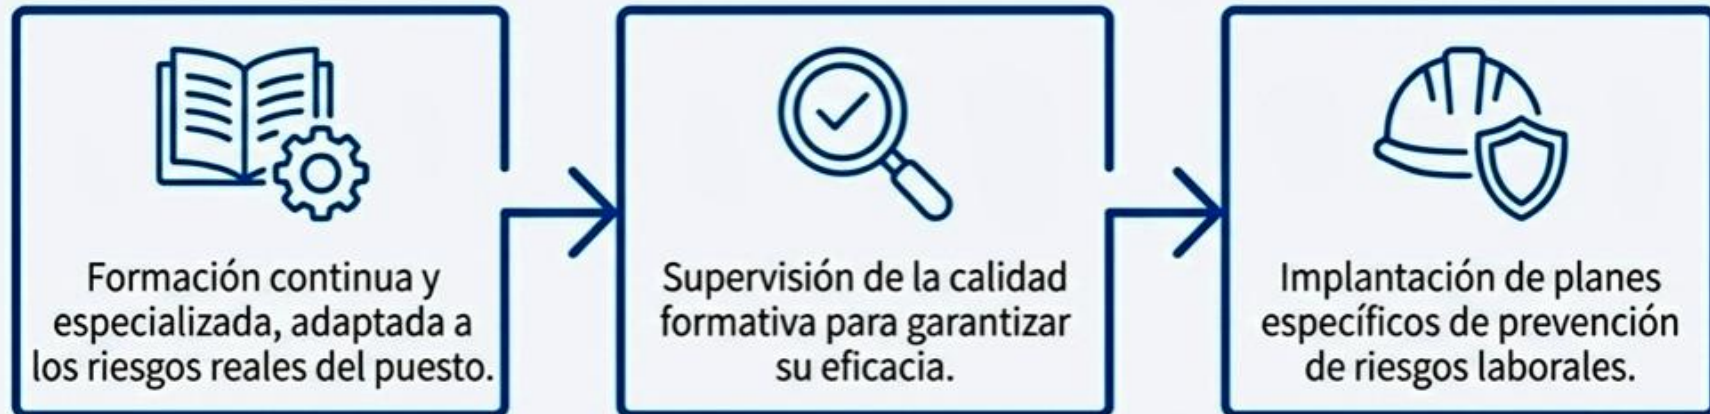 Formación continua y
especializada, adaptada a
los riesgos reales del puesto.
Supervisión de la calidad
formativa para garantizar
su eficacia.
Implantación de planes
específicos de prevención
de riesgos laborales.